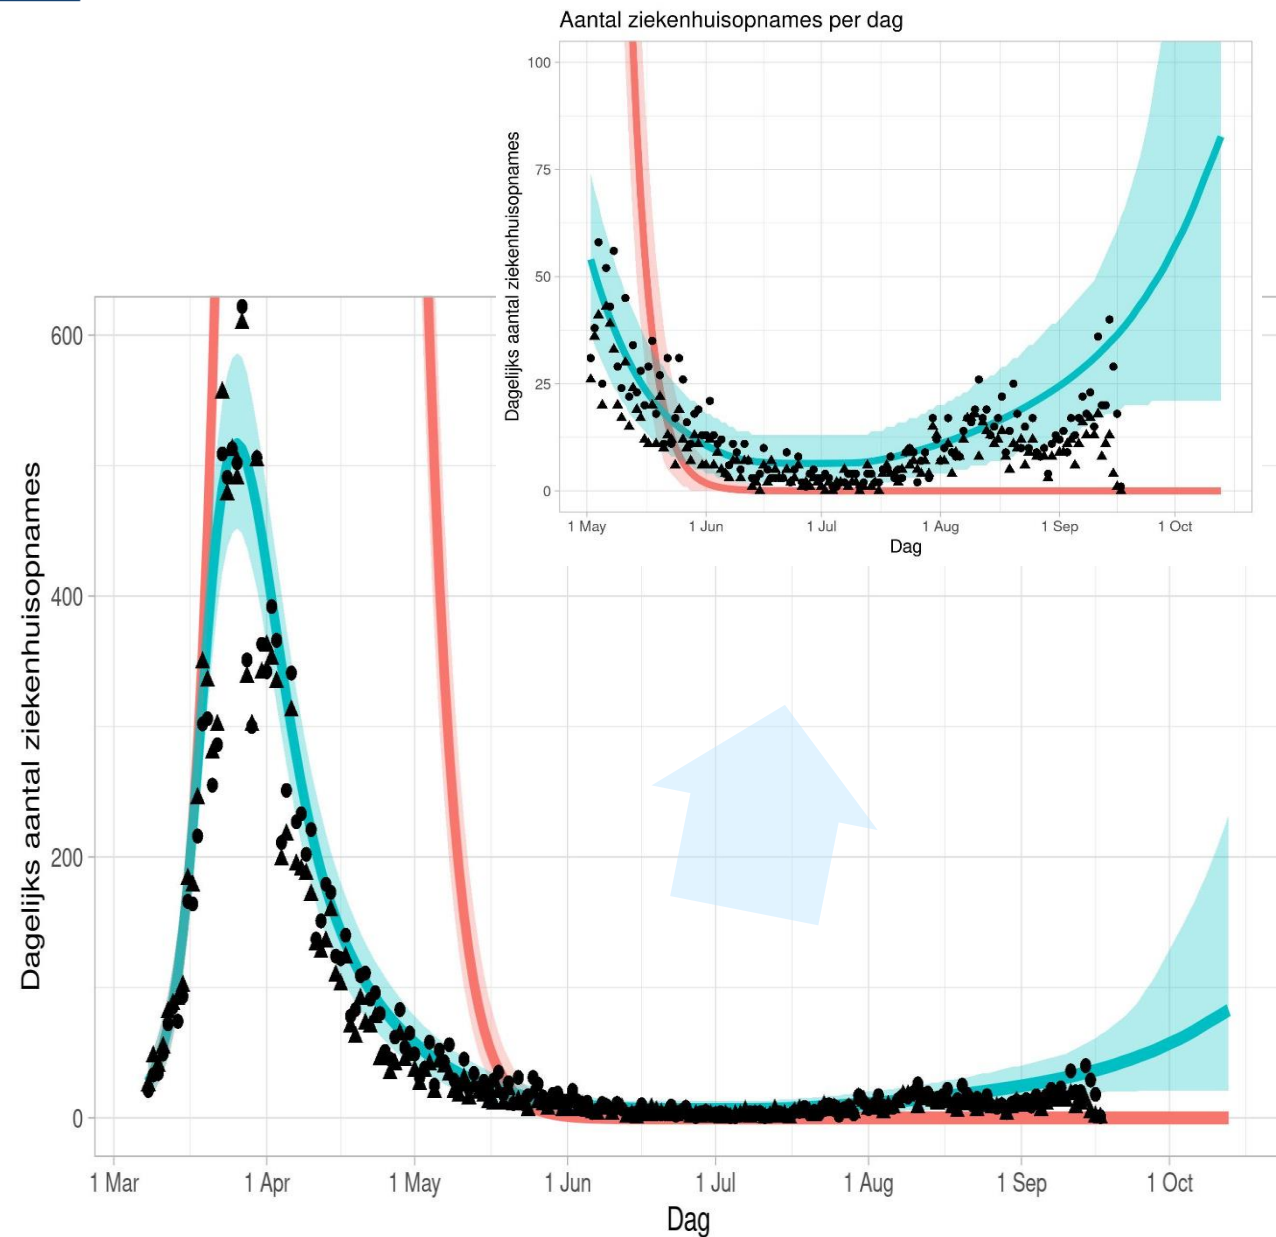 Aantal ziekenhuisopnames per dag
Dagelijks aantal ziekenhuisopnames
100
75
50
25
0
1 May
1 Jun
1 Jul
1 Aug
1 Sep
1 Oct
Dag
Dagelijks aantal ziekenhuisopnames
600
400
200
0
1 Mar
1 Apr
1 May
1 Jun
1 Jul
1 Aug
1 Sep
1 Oct
Dag